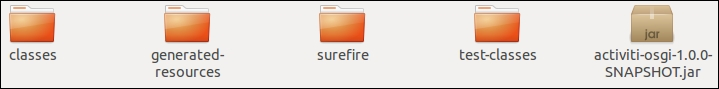 jar
classes
generated-
resources
surefire
test-classes
activiti-osgi-1.0.0-
SNAPSHOT.jar